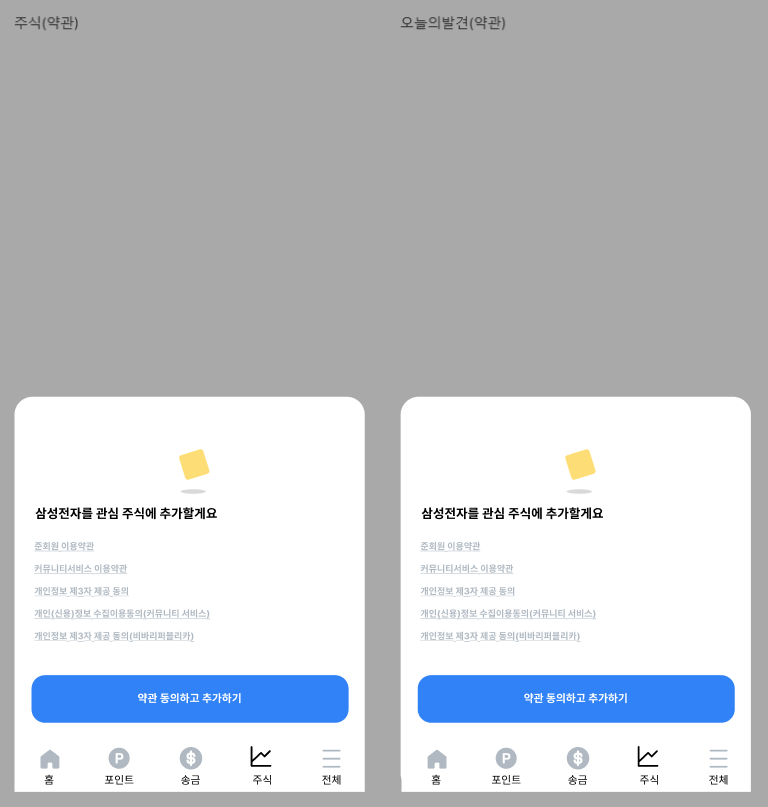 주식(약관)
삼성전자를 관심 주식에 추가할게요
준회원 이용약관
커뮤니티서비스 이용약관
개인정보 제3자 제공 동의
개인(신용)정보 수집이용동의(커뮤니티 서비스)
개인정보 제3자 제공 동의(비바리퍼블리카)
약관 동의하고 추가하기
홈 포인트 송금 주식 전체
오늘의발견(약관)
삼성전자를 관심 주식에 추가할게요
준회원 이용약관
커뮤니티서비스 이용약관
개인정보 제3자 제공 동의
개인(신용)정보 수집이용동의(커뮤니티 서비스)
개인정보 제3자 제공 동의(비바리퍼블리카)
약관 동의하고 추가하기
홈 포인트 송금 주식 전체